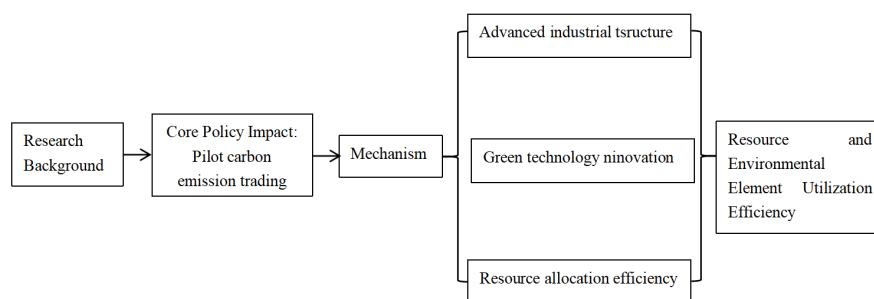 Research
Background
Core Policy Impact:
Pilot carbon
emission trading
Mechanism
Advanced industrial tsructure
Green technology ninovation
Resource allocation efficiency
Resource and
Environmental
Element Utilization
Efficiency